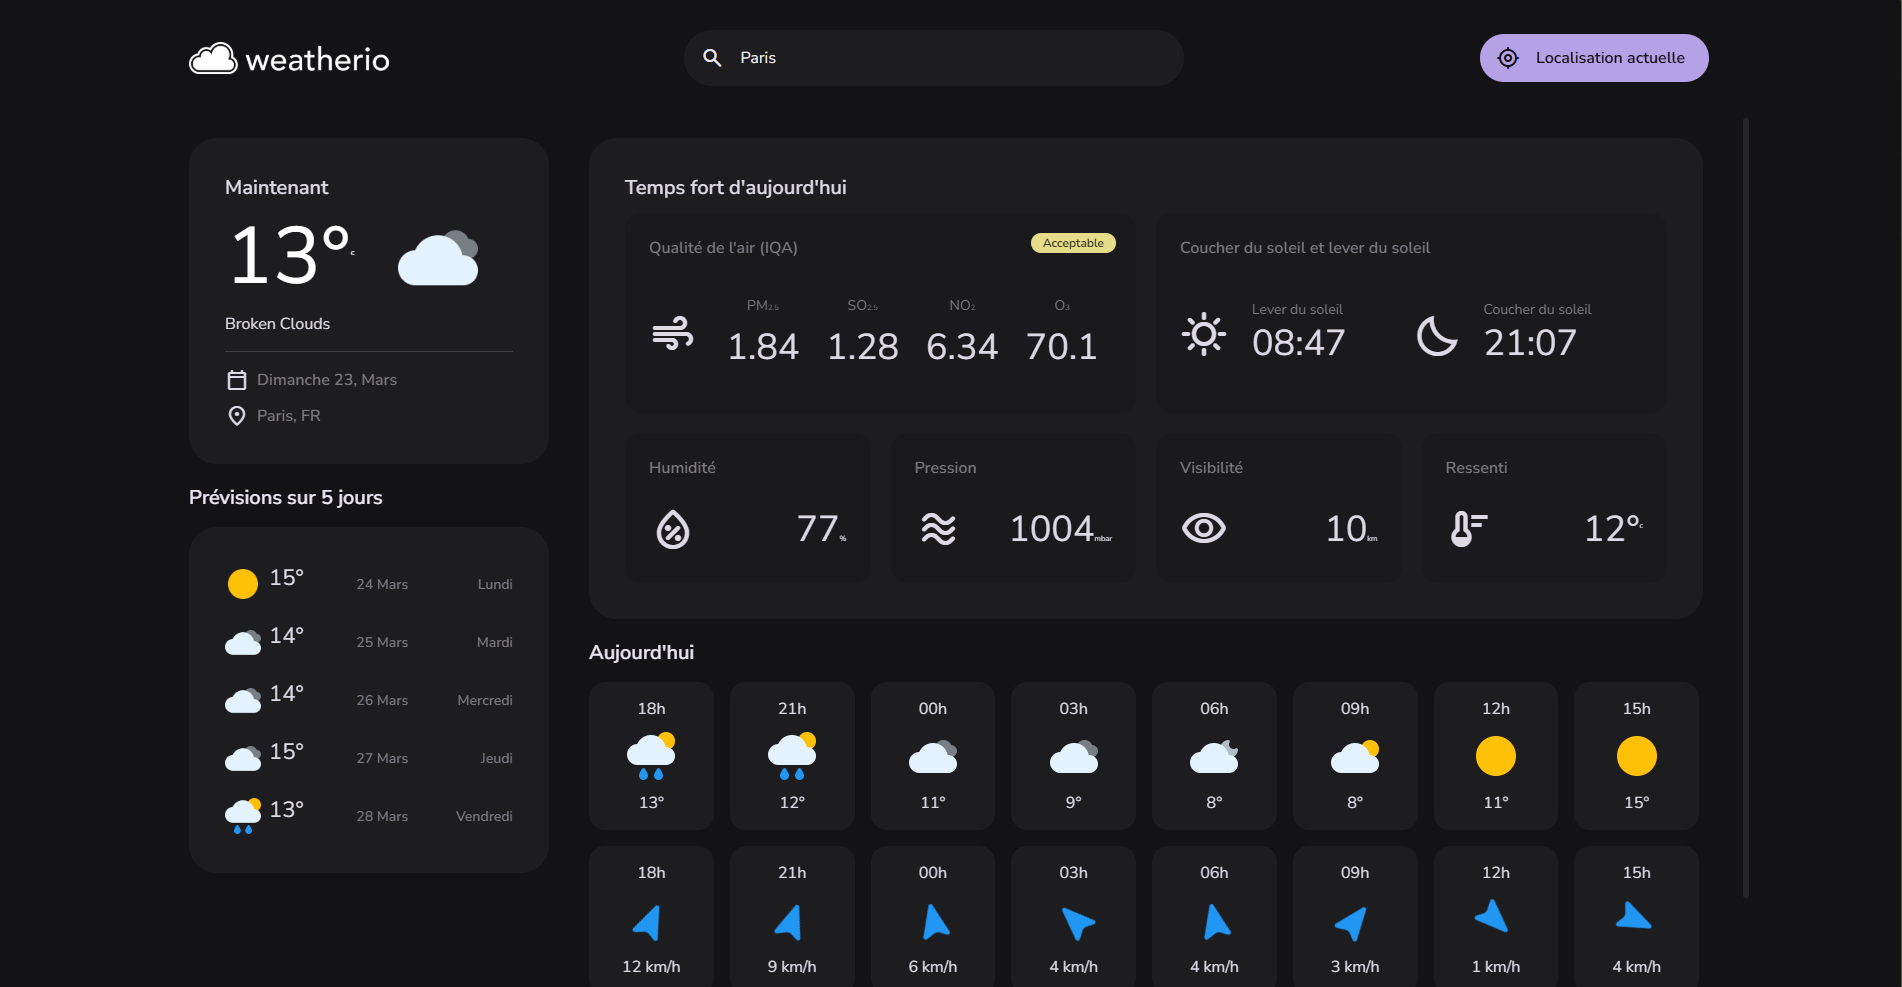 weatherio
Paris
Localisation actuelle
Maintenant
13°c
Broken Clouds
Dimanche 23, Mars
Paris, FR
Prévisions sur 5 jours
15° 24 Mars Lundi
14° 25 Mars Mardi
14° 26 Mars Mercredi
15° 27 Mars Jeudi
13° 28 Mars Vendredi
Temps fort d'aujourd'hui
Qualité de l'air (IQA) Acceptable
PM2.5 SO2.5 NO2 O3
1.84 1.28 6.34 70.1
Coucher du soleil et lever du soleil
Lever du soleil Coucher du soleil
08:47 21:07
Humidité
77%
Pression
1004mbar
Visibilité
10km
Ressenti
12°c
Aujourd'hui
18h 21h 00h 03h 06h 09h 12h 15h
13° 12° 11° 9° 8° 8° 11° 15°
18h 21h 00h 03h 06h 09h 12h 15h
12 km/h 9 km/h 6 km/h 4 km/h 4 km/h 3 km/h 1 km/h 4 km/h